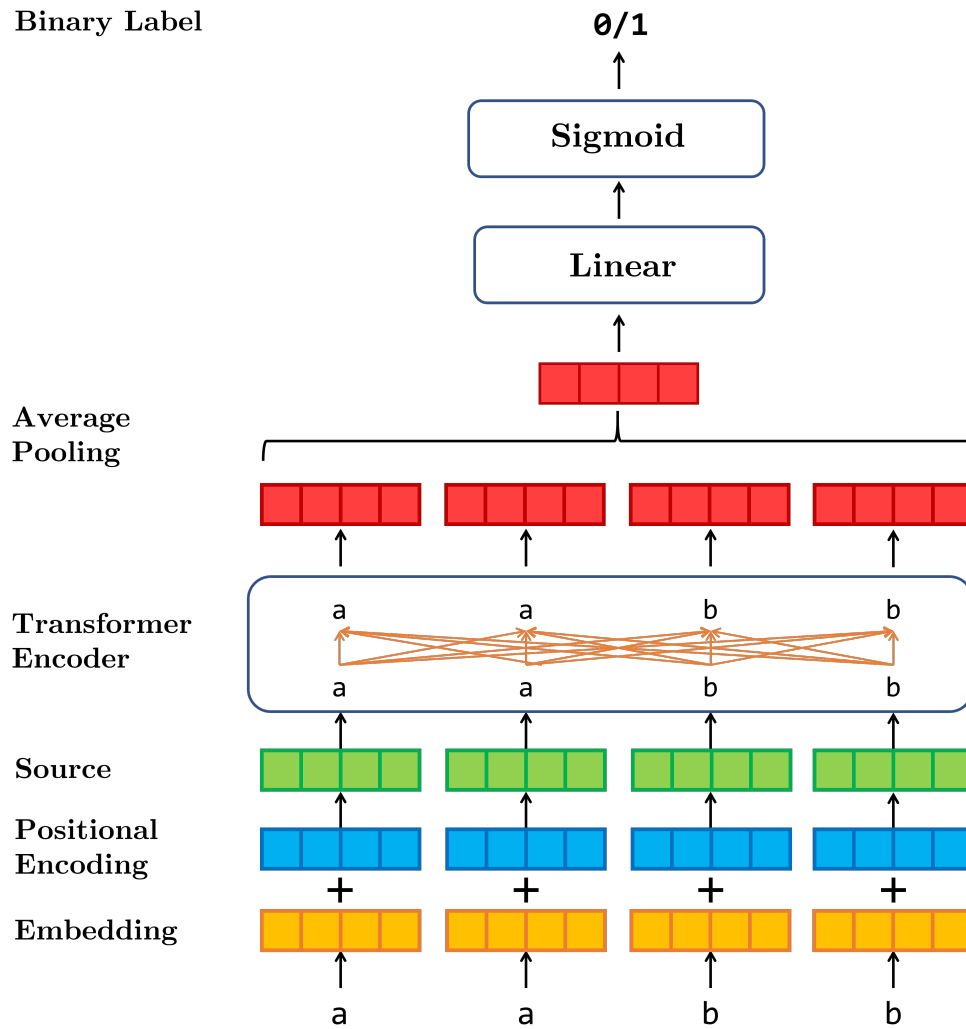 Binary Label
0/1
Sigmoid
Linear
Average
Pooling
a a b b
Transformer
Encoder
a a b b
Source
Positional
Encoding
+ + + +
Embedding
a a b b